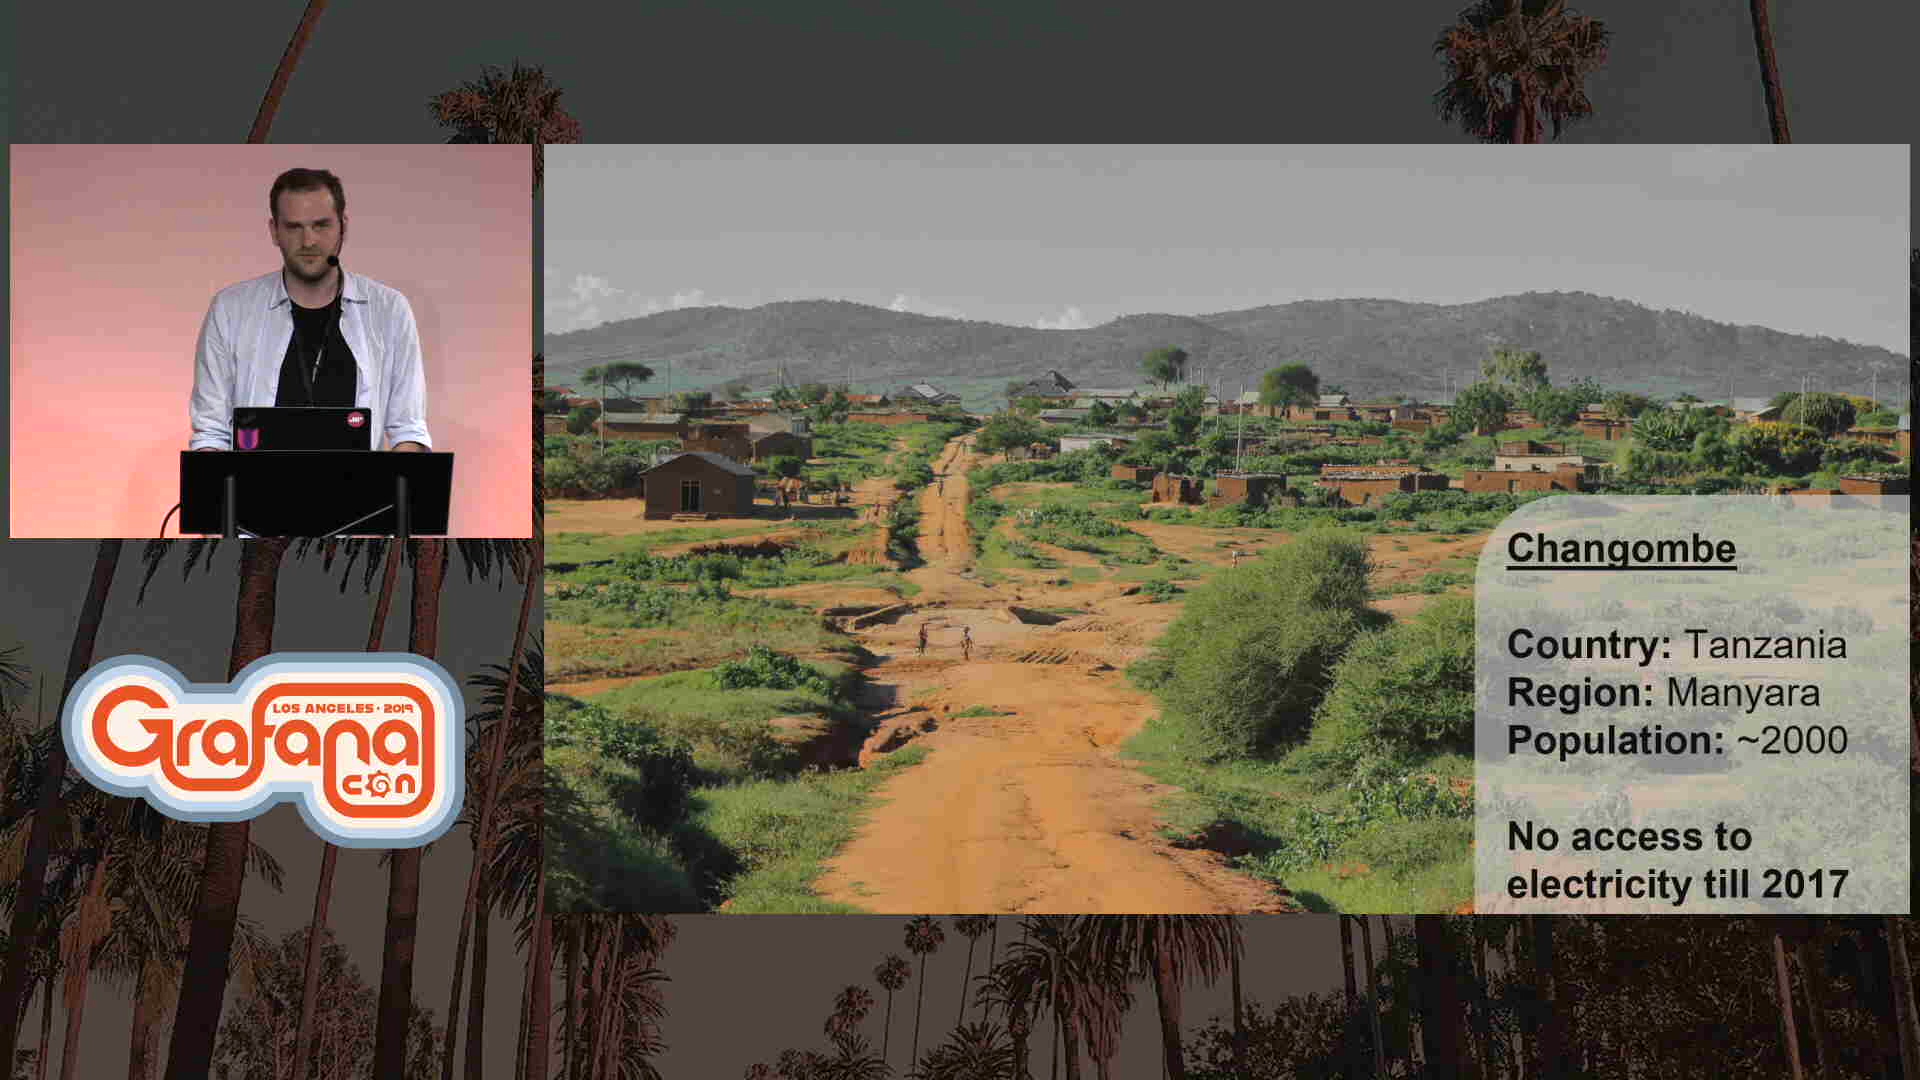 Grafana
LOS ANGELES · 2019
con
Changombe
Country: Tanzania
Region: Manyara
Population: ~2000
No access to
electricity till 2017